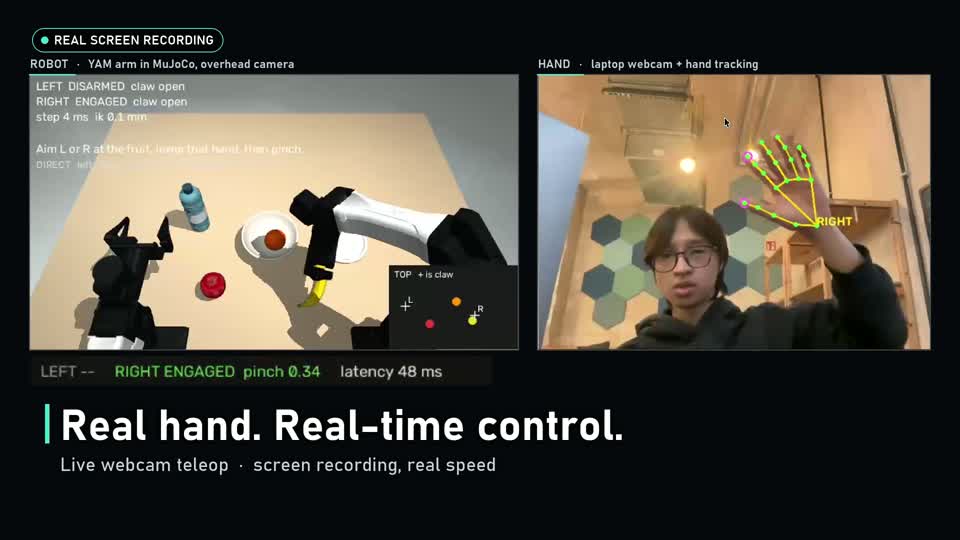 REAL SCREEN RECORDING
ROBOT · YAM arm in MuJoCo, overhead camera
HAND · laptop webcam + hand tracking
LEFT DISARMED claw open
RIGHT ENGAGED claw open
step 4 ms ik 0.1 mm
Aim L or R at the fruit, lower that hand, then pinch.
DIRECT left
TOP + is claw
L
R
RIGHT
LEFT -- RIGHT ENGAGED pinch 0.34 latency 48 ms
Real hand. Real-time control.
Live webcam teleop · screen recording, real speed